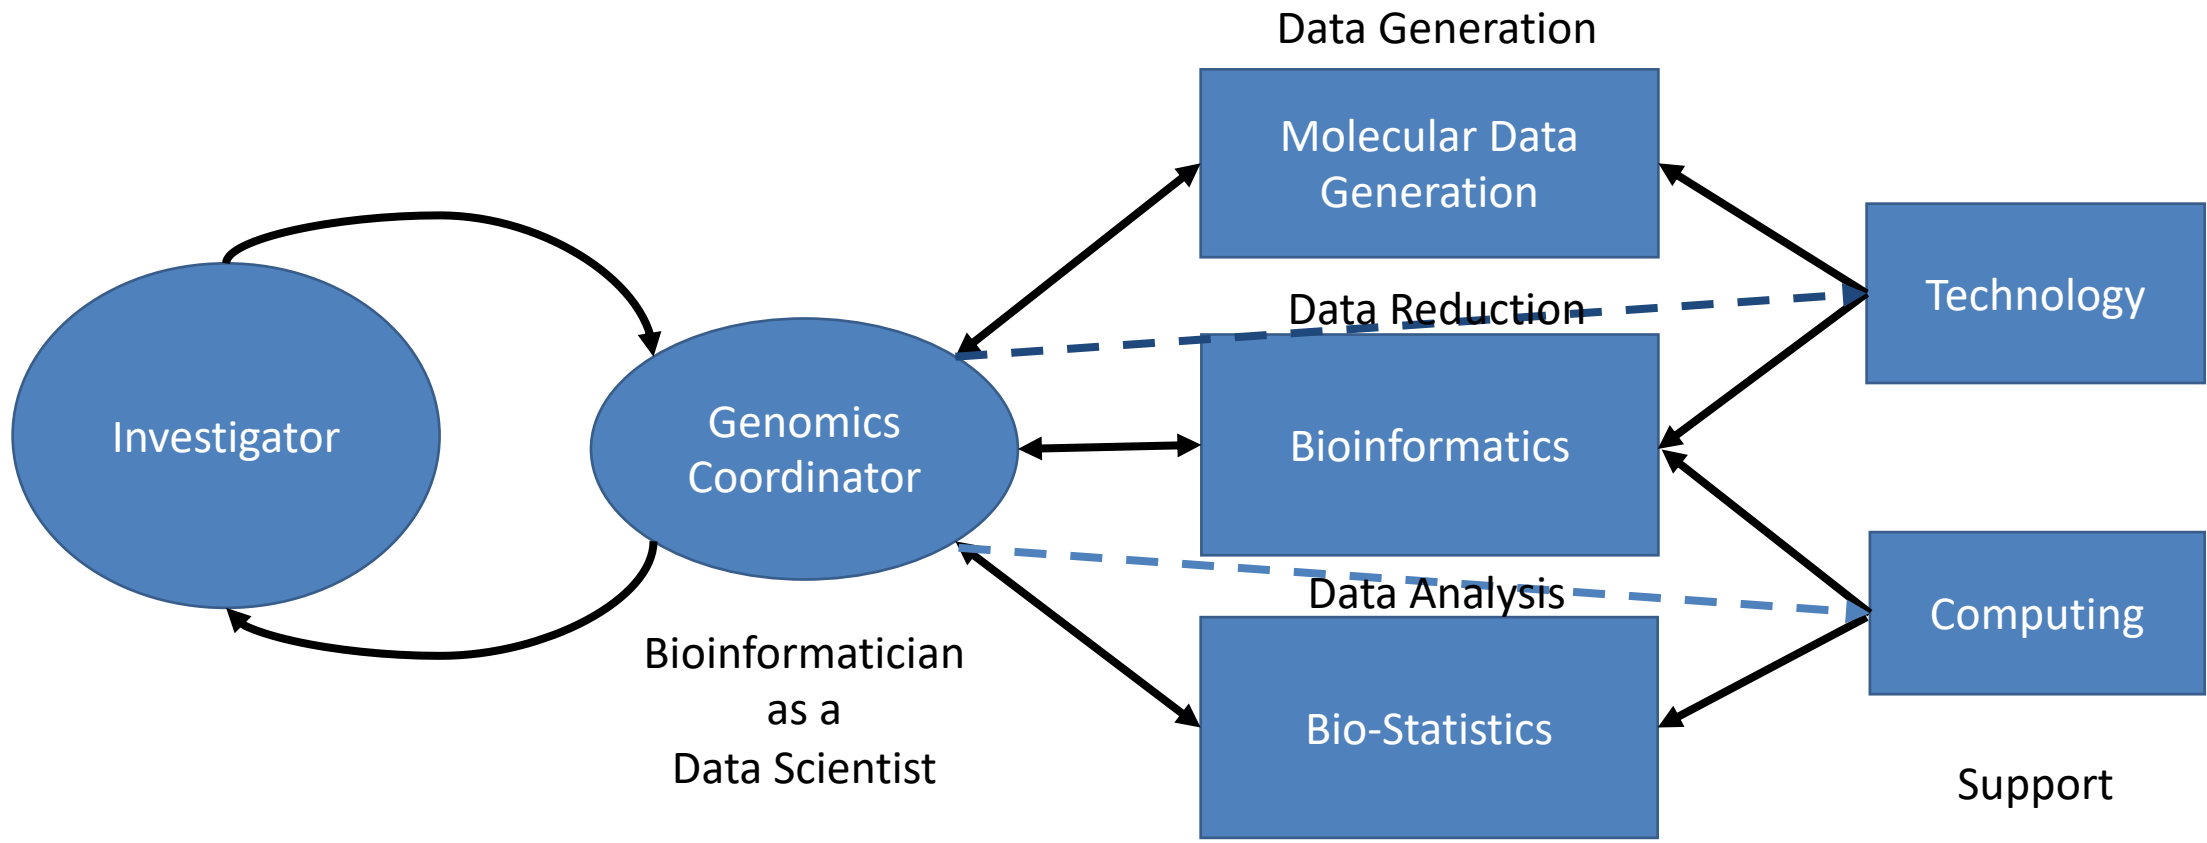 Data Generation
Molecular Data
Generation
Technology
Data Reduction
Investigator
Genomics
Coordinator
Bioinformatics
Data Analysis
Computing
Bioinformatician
as a
Data Scientist
Bio-Statistics
Support